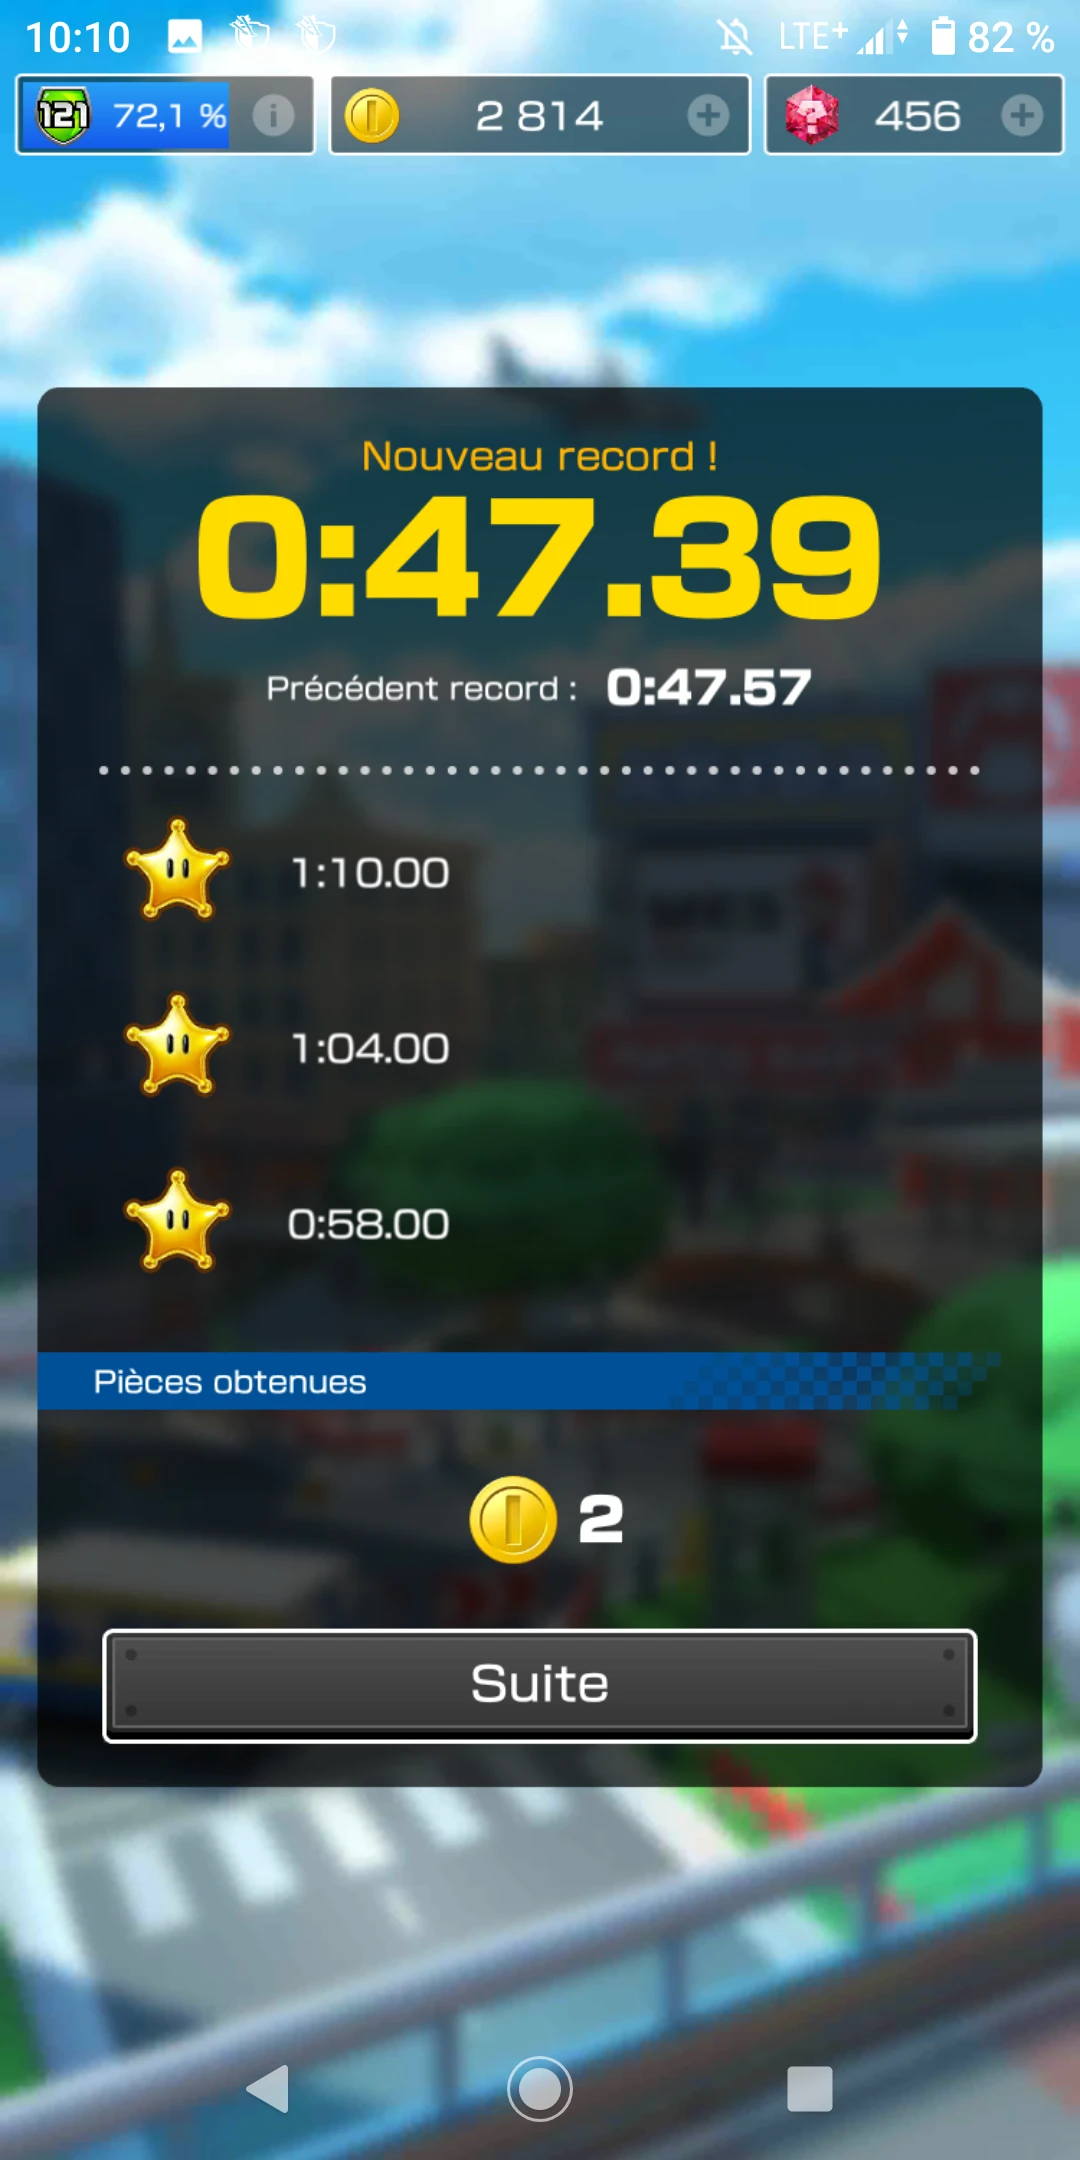 10:10 LTE+ 82 %
121 72,1 % i 2 814 + 456 +
Nouveau record !
0:47.39
Précédent record : 0:47.57
1:10.00
1:04.00
0:58.00
Pièces obtenues
2
Suite